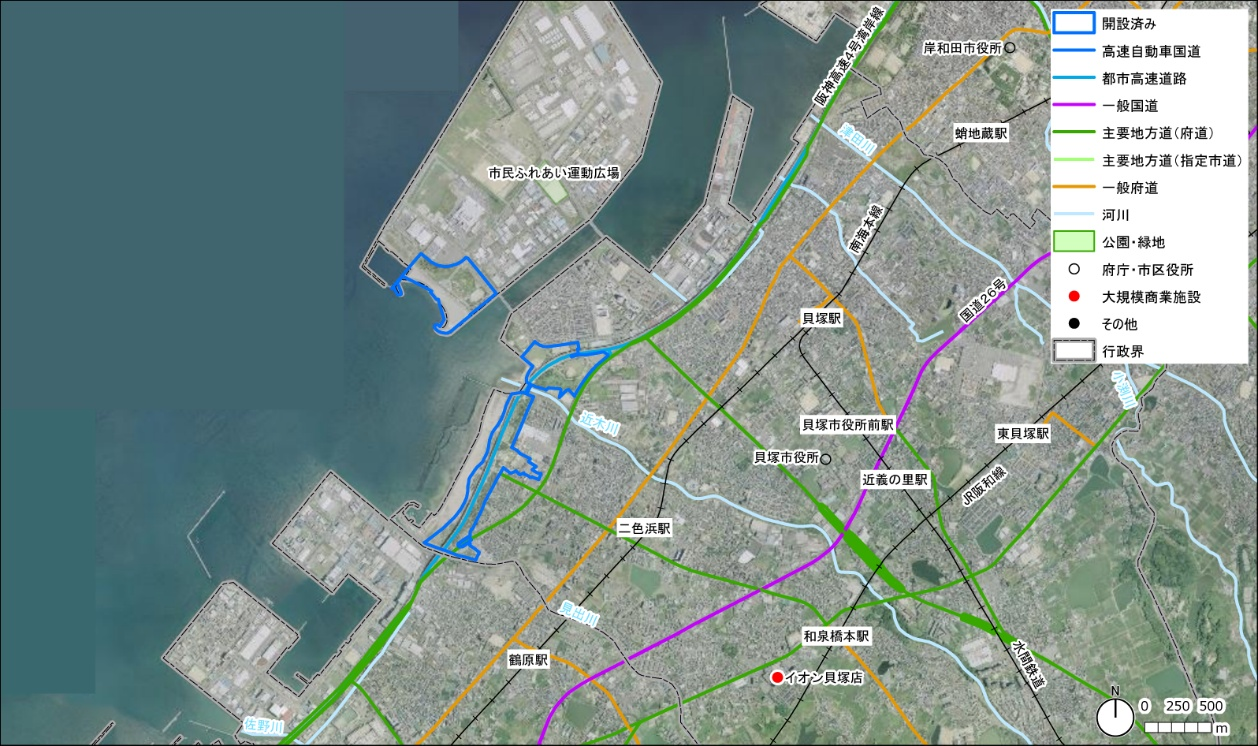 阪神高速4号湾岸線
岸和田市役所
津田川
蛸地蔵駅
市民ふれあい運動広場
南海本線
国道26号
貝塚駅
小瀬川
近木川
貝塚市役所前駅
東貝塚駅
貝塚市役所
近義の里駅
JR阪和線
二色浜駅
見出川
和泉橋本駅
水間鉄道
鶴原駅
イオン貝塚店
佐野川
開設済み
高速自動車国道
都市高速道路
一般国道
主要地方道(府道)
主要地方道(指定市道)
一般府道
河川
公園・緑地
府庁・市区役所
大規模商業施設
その他
行政界
N
0 250 500
m